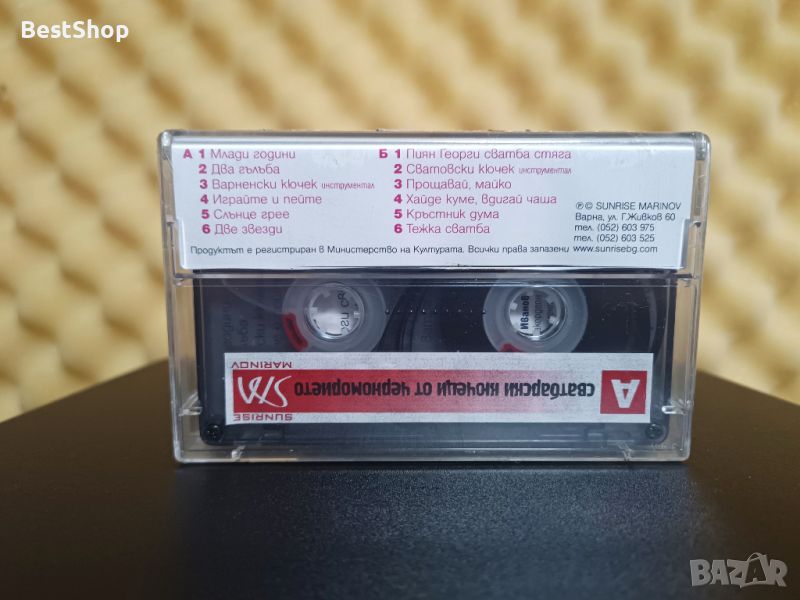 BestShop
А 1 Млади години
2 Два гълъба
3 Варненски кючек инструментал
4 Играйте и пейте
5 Слънце грее
6 Две звезди
Б 1 Пиян Георги сватба стяга
2 Сватовски кючек инструментал
3 Прощавай, майко
4 Хайде куме, вдигай чаша
5 Кръстник дума
6 Тежка сватба
℗© SUNRISE MARINOV
Варна, ул. Г.Живков 60
тел. (052) 603 975
тел. (052) 603 525
www.sunrisebg.com
Продуктът е регистриран в Министерство на Културата. Всички права запазени
Иванов
А
СВАТБАРСКИ КЮЧЕЦИ ОТ ЧЕРНОМОРИЕТО
SUNRISE
SM
MARINOV
BAZAR